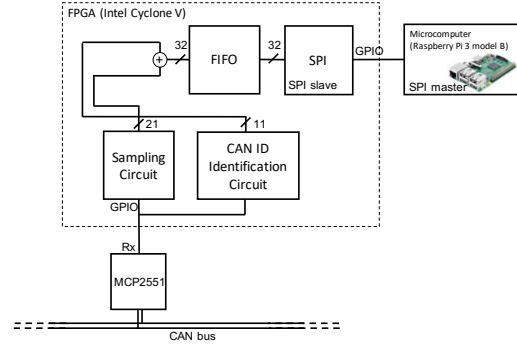 FPGA (Intel Cyclone V)
32
FIFO
32
SPI
SPI slave
GPIO
Microcomputer
(Raspberry Pi 3 model B)
SPI master
+
21
11
Sampling
Circuit
CAN ID
Identification
Circuit
GPIO
Rx
MCP2551
CAN bus